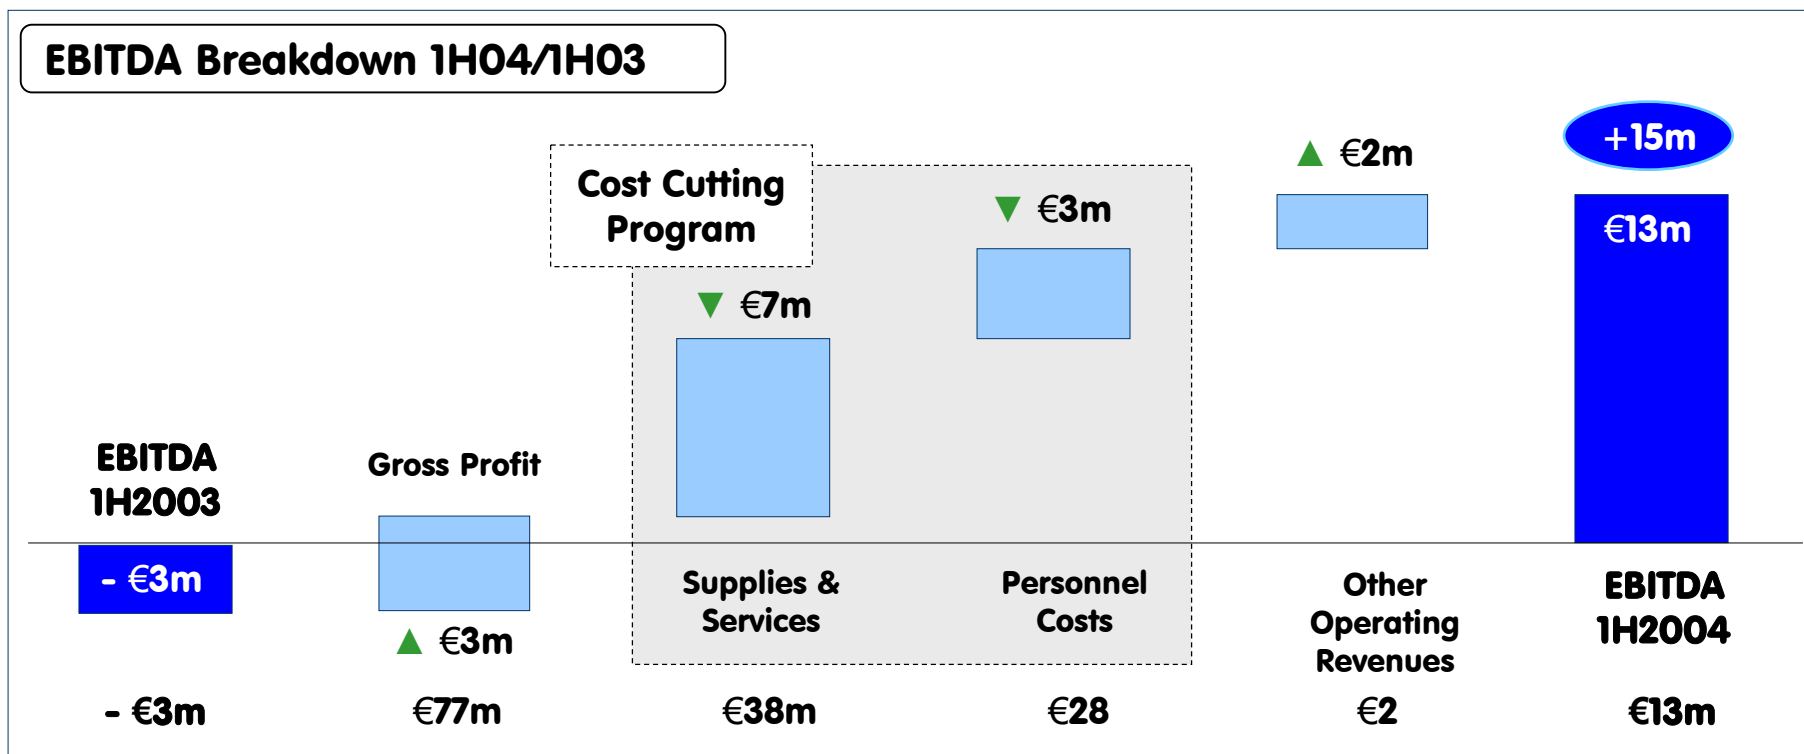 EBITDA Breakdown 1H04/1H03
+15m
▲ €2m
Cost Cutting
Program
▼ €3m
€13m
▼ €7m
EBITDA
1H2003
Gross Profit
- €3m
▲ €3m
Supplies &
Services
Personnel
Costs
Other
Operating
Revenues
EBITDA
1H2004
- €3m
€77m
€38m
€28
€2
€13m